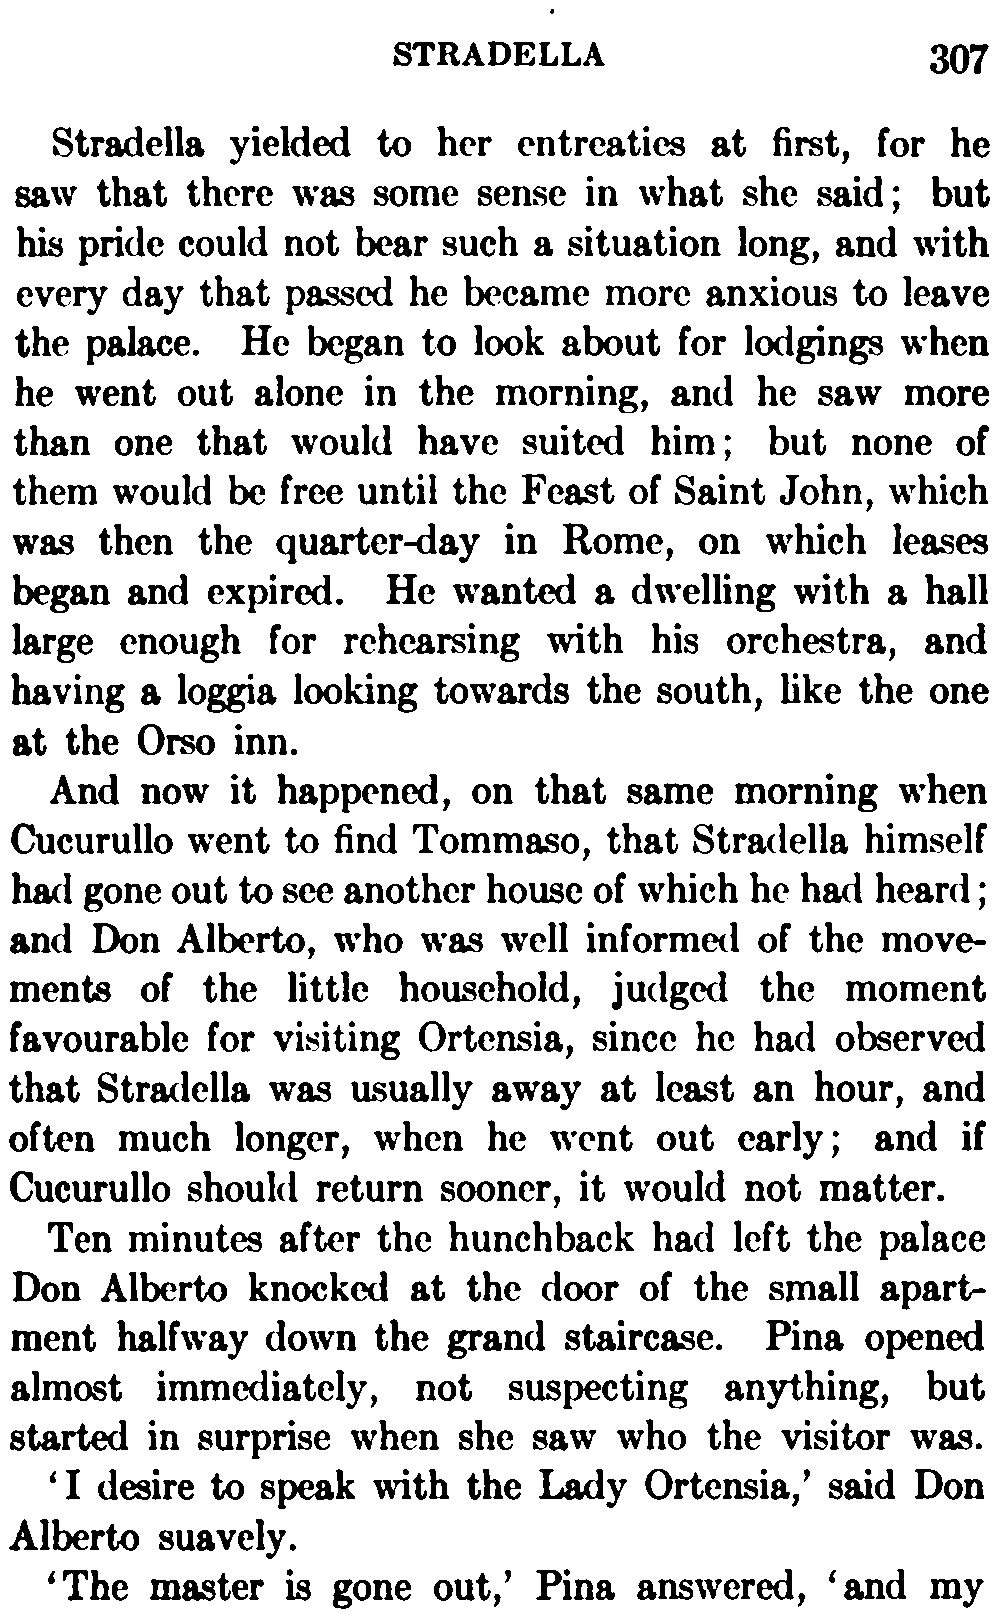 STRADELLA 307
Stradella yielded to her entreaties at first, for he
saw that there was some sense in what she said; but
his pride could not bear such a situation long, and with
every day that passed he became more anxious to leave
the palace. He began to look about for lodgings when
he went out alone in the morning, and he saw more
than one that would have suited him; but none of
them would be free until the Feast of Saint John, which
was then the quarter-day in Rome, on which leases
began and expired. He wanted a dwelling with a hall
large enough for rehearsing with his orchestra, and
having a loggia looking towards the south, like the one
at the Orso inn.
And now it happened, on that same morning when
Cucurullo went to find Tommaso, that Stradella himself
had gone out to see another house of which he had heard;
and Don Alberto, who was well informed of the move-
ments of the little household, judged the moment
favourable for visiting Ortensia, since he had observed
that Stradella was usually away at least an hour, and
often much longer, when he went out early; and if
Cucurullo should return sooner, it would not matter.
Ten minutes after the hunchback had left the palace
Don Alberto knocked at the door of the small apart-
ment halfway down the grand staircase. Pina opened
almost immediately, not suspecting anything, but
started in surprise when she saw who the visitor was.
‘I desire to speak with the Lady Ortensia,’ said Don
Alberto suavely.
‘The master is gone out,’ Pina answered, ‘and my